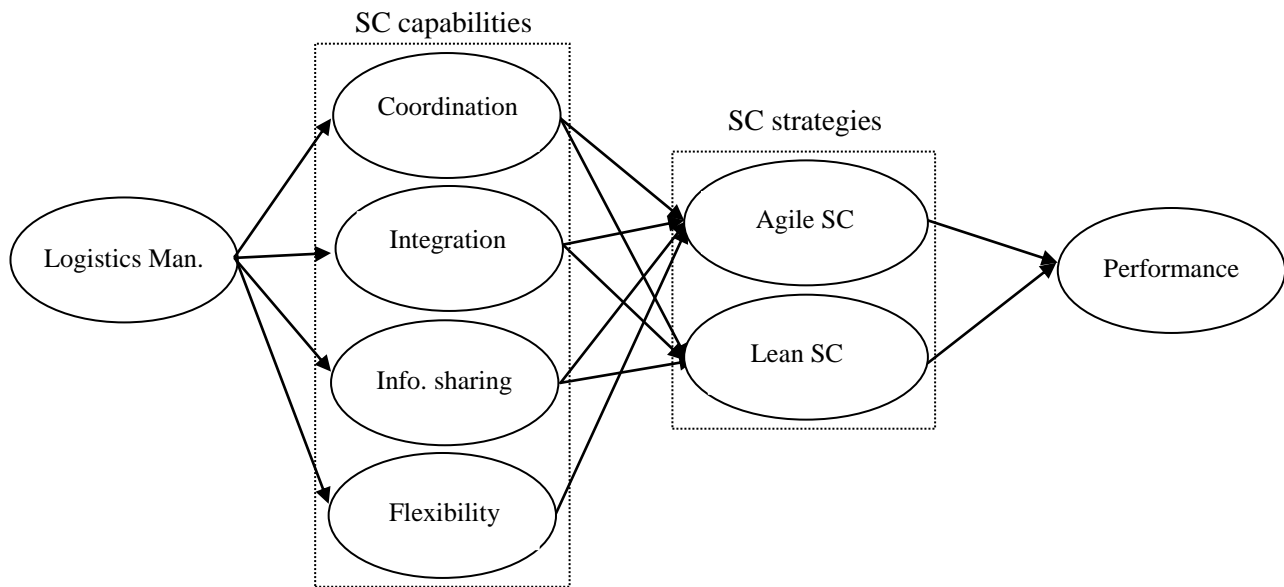 SC capabilities
Coordination
SC strategies
Agile SC
Integration
Logistics Man.
Performance
Lean SC
Info. sharing
Flexibility